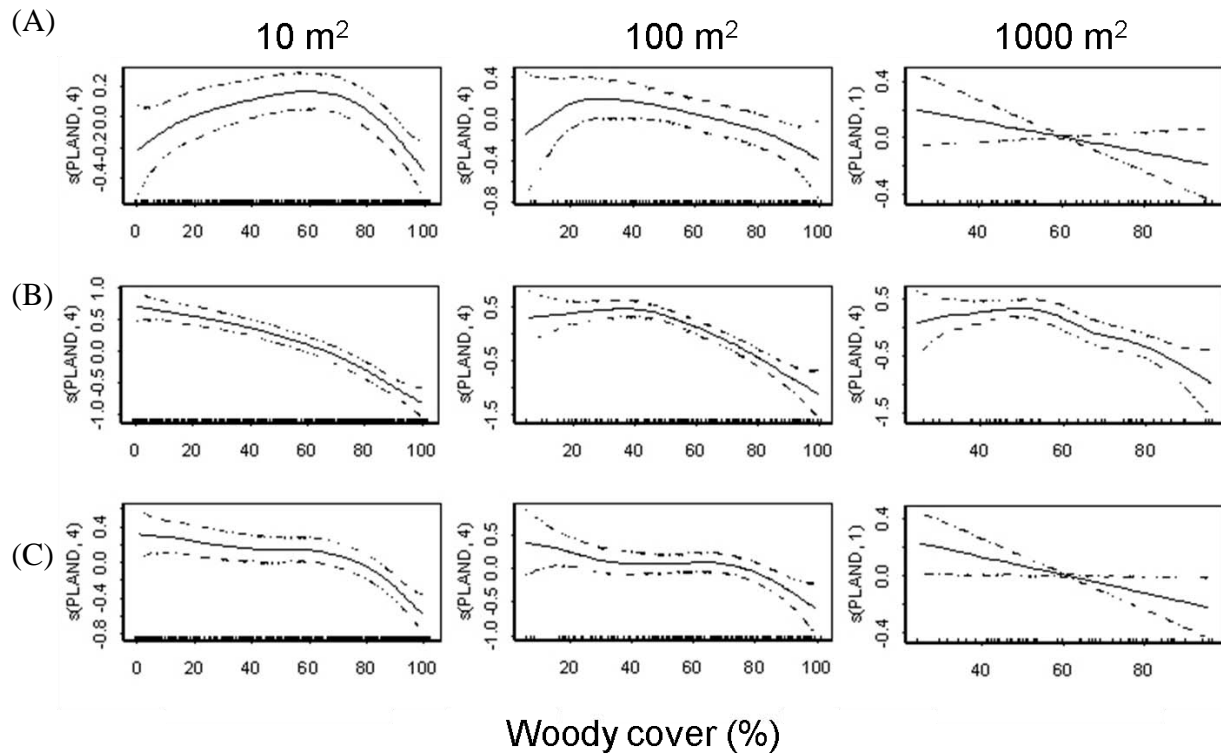 (A)
10 m² 100 m² 1000 m²
s(PLAND, 4)
-0.4 -0.2 0.0 0.2
0 20 40 60 80 100
s(PLAND, 4)
-0.8 -0.4 0.0 0.4
20 40 60 80 100
s(PLAND, 1)
-0.4 0.0 0.4
40 60 80
(B)
s(PLAND, 4)
-1.0 -0.5 0.0 0.5 1.0
0 20 40 60 80 100
s(PLAND, 4)
-1.5 -0.5 0.5
20 40 60 80 100
s(PLAND, 4)
-1.5 -0.5 0.5
40 60 80
(C)
s(PLAND, 4)
-0.8 -0.4 0.0 0.4
0 20 40 60 80 100
s(PLAND, 4)
-1.0 -0.5 0.0 0.5
20 40 60 80 100
s(PLAND, 1)
-0.4 0.0 0.4
40 60 80
Woody cover (%)